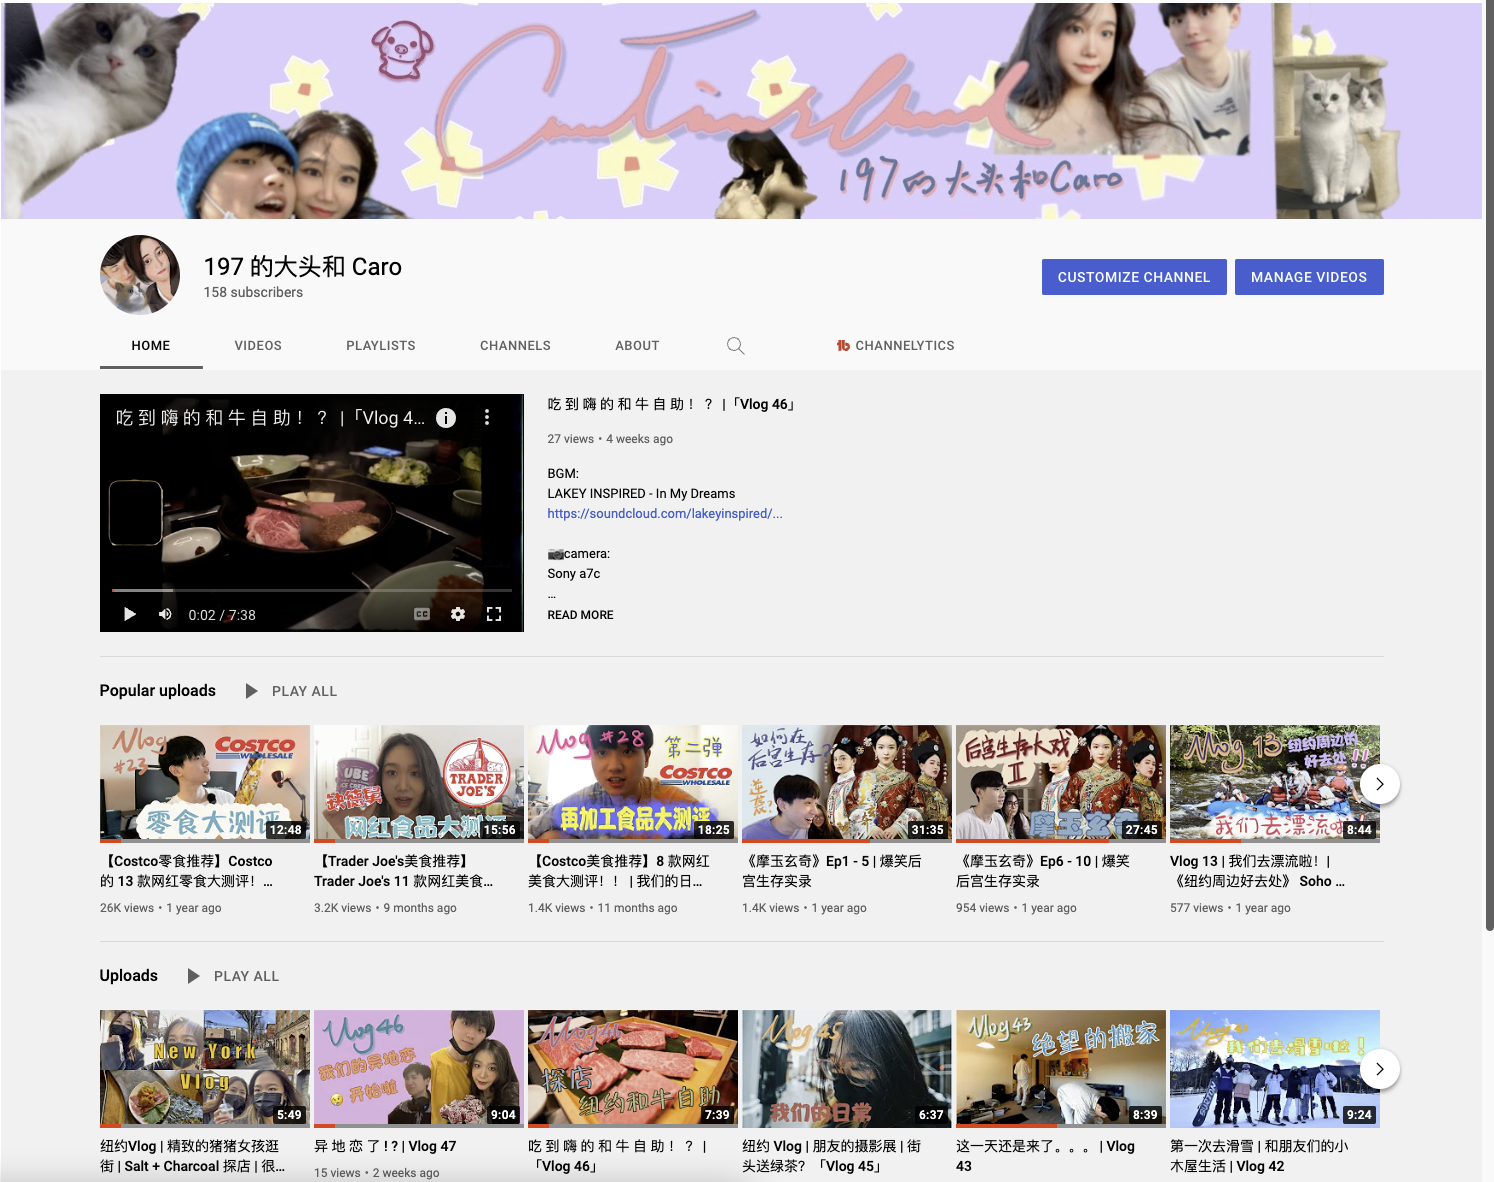 197的大头和Caro
197 的大头和 Caro
158 subscribers
CUSTOMIZE CHANNEL
MANAGE VIDEOS
HOME
VIDEOS
PLAYLISTS
CHANNELS
ABOUT
CHANNELYTICS
吃 到 嗨 的 和 牛 自 助！ ？ |「Vlog 4...
0:02 / 7:38
吃 到 嗨 的 和 牛 自 助！ ？ |「Vlog 46」
27 views • 4 weeks ago
BGM:
LAKEY INSPIRED - In My Dreams
https://soundcloud.com/lakeyinspired/...
📷camera:
Sony a7c
...
READ MORE
Popular uploads
PLAY ALL
Vlog
#23
COSTCO
WHOLESALE
零食大测评
12:48
UBE
TRADER
JOE'S
网红食品大测评
15:56
Vlog #28
第二弹
COSTCO
WHOLESALE
再加工食品大测评
18:25
如何在
后宫生存?
31:35
后宫生存大戏
II
摩玉玄奇
27:45
Vlog 13
纽约周边的
好去处!!
我们去漂流啦!
8:44
【Costco零食推荐】Costco
的 13 款网红零食大测评！...
26K views • 1 year ago
【Trader Joe's美食推荐】
Trader Joe's 11 款网红美食...
3.2K views • 9 months ago
【Costco美食推荐】8 款网红
美食大测评！！ | 我们的日...
1.4K views • 11 months ago
《摩玉玄奇》Ep1 - 5 | 爆笑后
宫生存实录
1.4K views • 1 year ago
《摩玉玄奇》Ep6 - 10 | 爆笑
后宫生存实录
954 views • 1 year ago
Vlog 13 | 我们去漂流啦！|
《纽约周边好去处》 Soho ...
577 views • 1 year ago
Uploads
PLAY ALL
New York
Vlog
5:49
Vlog46
我们的异地恋
开始啦
9:04
Vlog46
探店
纽约和牛自助
7:39
Vlog45
我们的日常
6:37
Vlog43
绝望的搬家
8:39
我们去滑雪啦！
9:24
纽约Vlog | 精致的猪猪女孩逛
街 | Salt + Charcoal 探店 | 很...
异 地 恋 了 ! ? | Vlog 47
15 views • 2 weeks ago
吃 到 嗨 的 和 牛 自 助！ ？ |
「Vlog 46」
纽约 Vlog | 朋友的摄影展 | 街
头送绿茶？「Vlog 45」
这一天还是来了。。。 | Vlog
43
第一次去滑雪 | 和朋友们的小
木屋生活 | Vlog 42